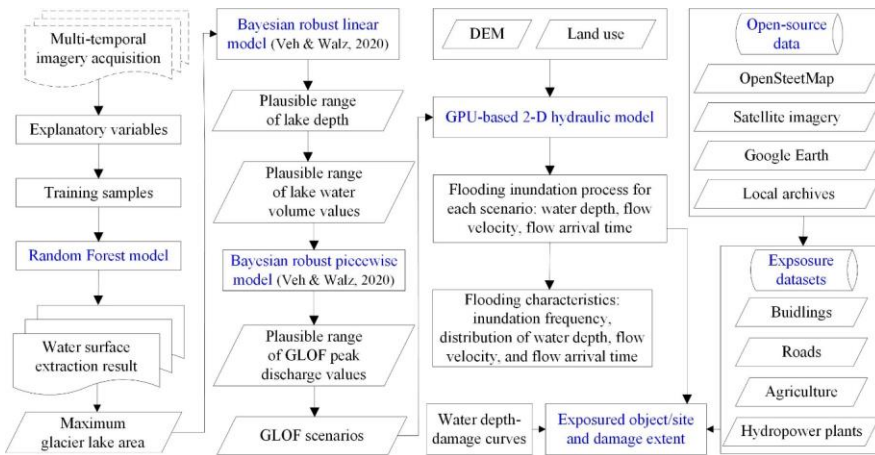 Multi-temporal
imagery acquisition
Explanatory variables
Training samples
Random Forest model
Water surface
extraction result
Maximum
glacier lake area
Bayesian robust linear
model (Veh & Walz, 2020)
Plausible range
of lake depth
Plausible range
of lake water
volume values
Bayesian robust piecewise
model (Veh & Walz, 2020)
Plausible range
of GLOF peak
discharge values
GLOF scenarios
DEM
Land use
GPU-based 2-D hydraulic model
Flooding inundation process for
each scenario: water depth, flow
velocity, flow arrival time
Flooding characteristics:
inundation frequency,
distribution of water depth, flow
velocity, and flow arrival time
Water depth-
damage curves
Exposured object/site
and damage extent
Open-source
data
OpenSteetMap
Satellite imagery
Google Earth
Local archives
Expsosure
datasets
Buidlings
Roads
Agriculture
Hydropower plants